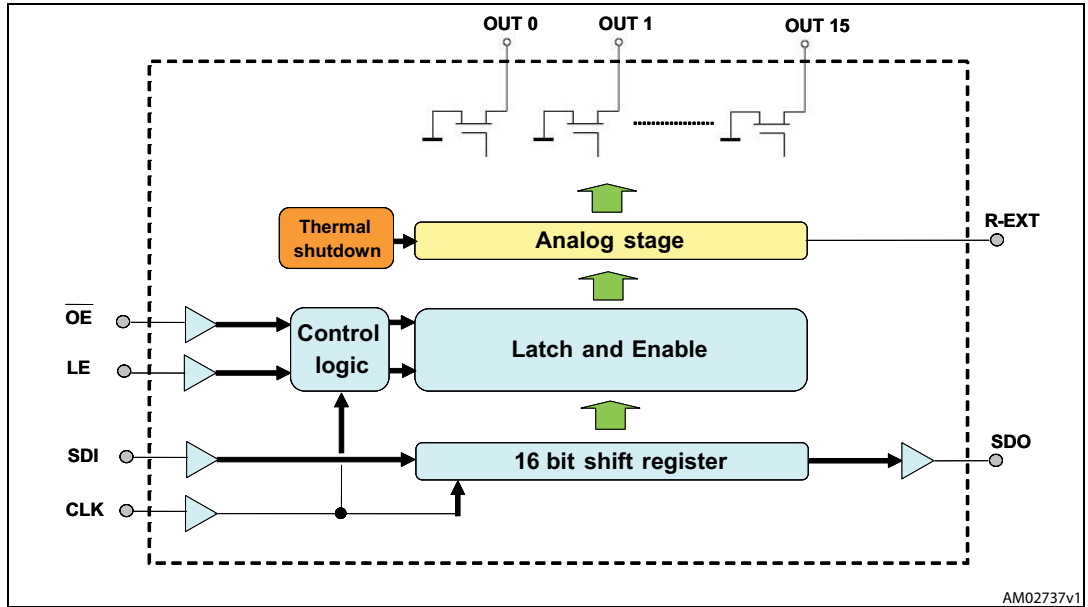 OUT 0
OUT 1
OUT 15
Thermal
shutdown
Analog stage
R-EXT
OE
LE
Control
logic
Latch and Enable
SDI
16 bit shift register
SDO
CLK
AM02737v1